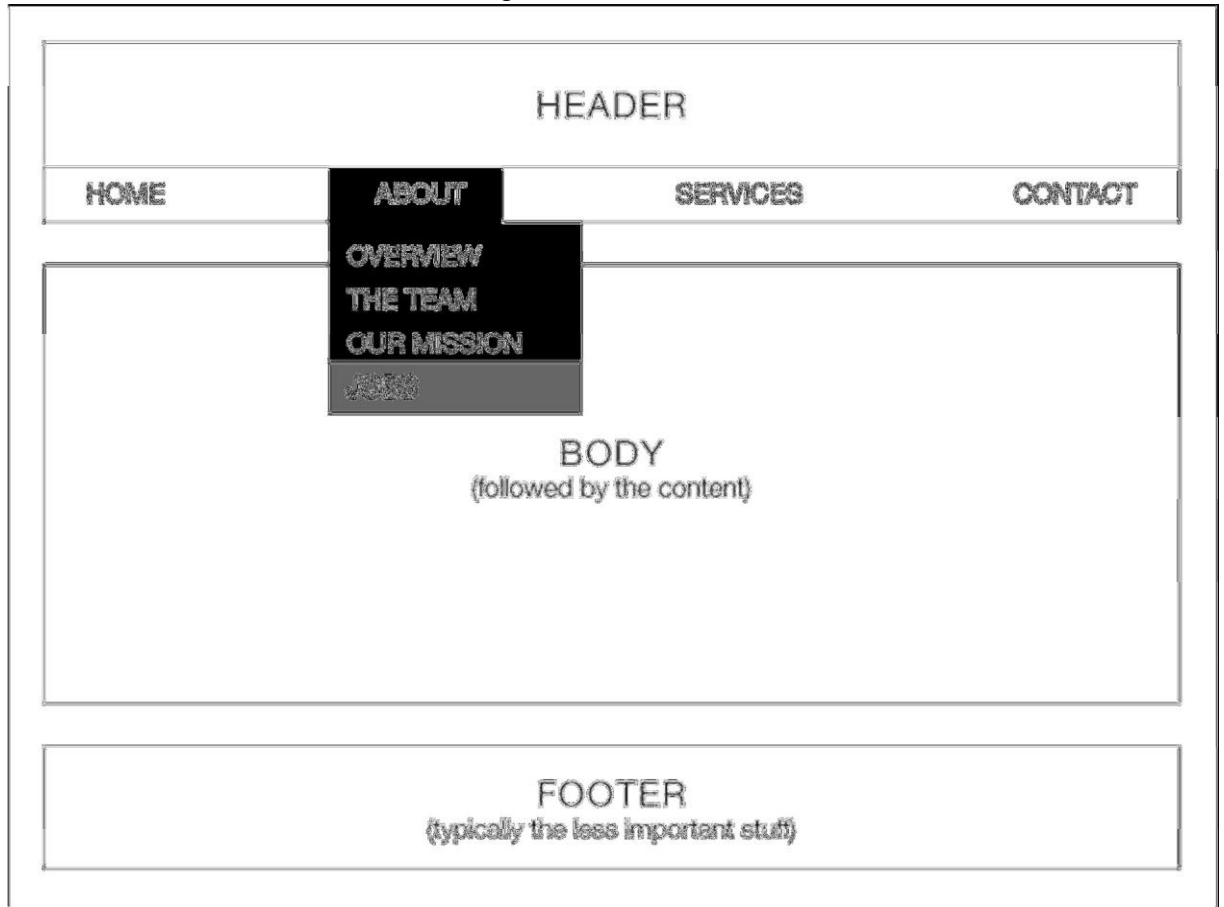 HEADER
HOME ABOUT SERVICES CONTACT
OVERVIEW
THE TEAM
OUR MISSION
JOBS
BODY
(followed by the content)
FOOTER
(typically the less important stuff)